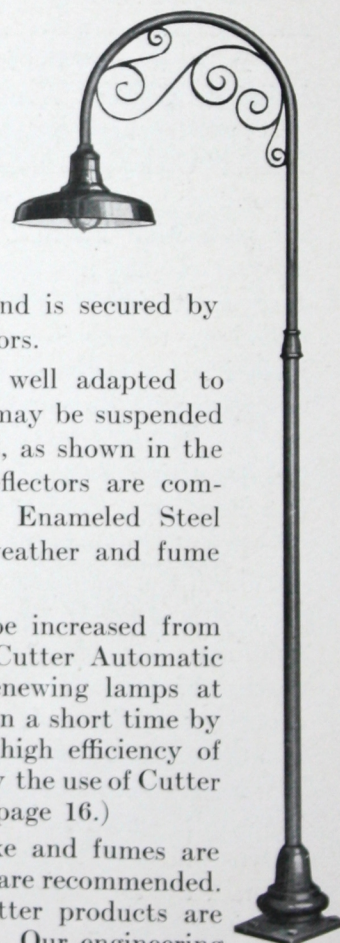 nd is secured by
ors.
well adapted to
may be suspended
, as shown in the
flectors are com-
Enameled Steel
eather and fume
be increased from
Cutter Automatic
enewing lamps at
n a short time by
high efficiency of
y the use of Cutter
page 16.)
ke and fumes are
are recommended.
tter products are
Our engineering